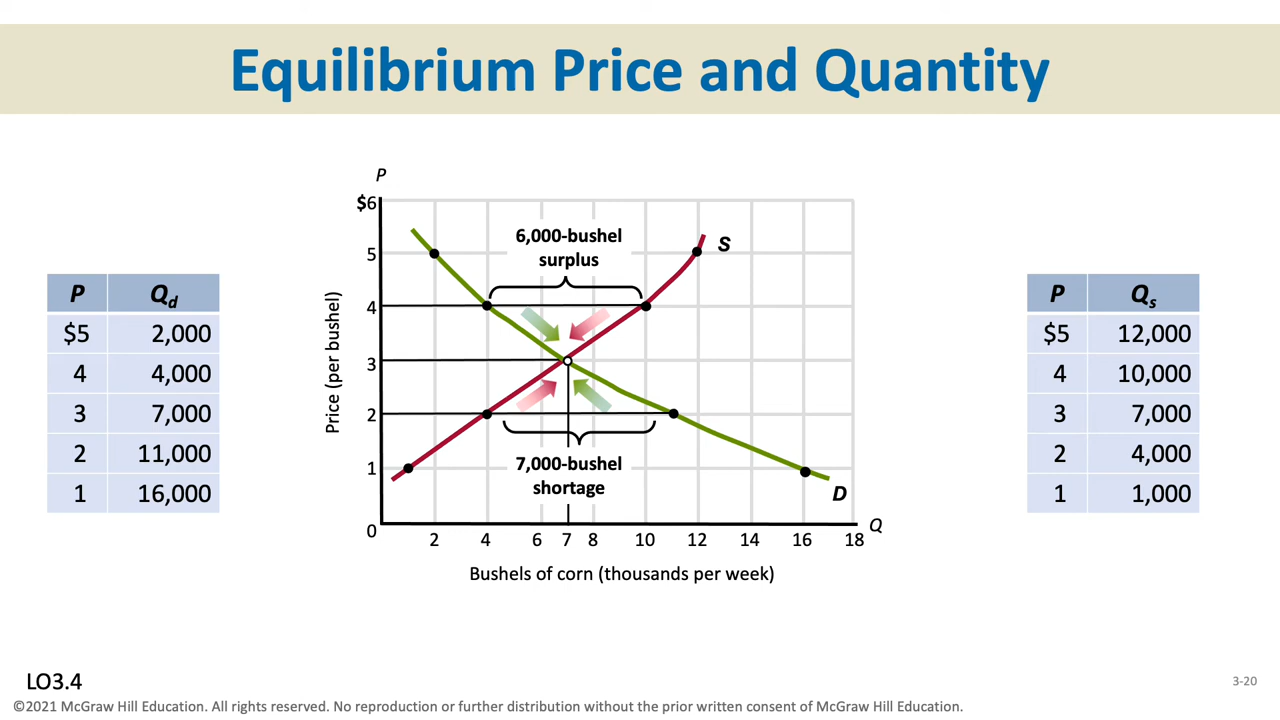 Equilibrium Price and Quantity
P Qd
$5 2,000
4 4,000
3 7,000
2 11,000
1 16,000
P
$6
5
4
3
2
1
0
Price (per bushel)
6,000-bushel
surplus
S
7,000-bushel
shortage
D
Q
2 4 6 7 8 10 12 14 16 18
Bushels of corn (thousands per week)
P Qs
$5 12,000
4 10,000
3 7,000
2 4,000
1 1,000
LO3.4
3-20
©2021 McGraw Hill Education. All rights reserved. No reproduction or further distribution without the prior written consent of McGraw Hill Education.